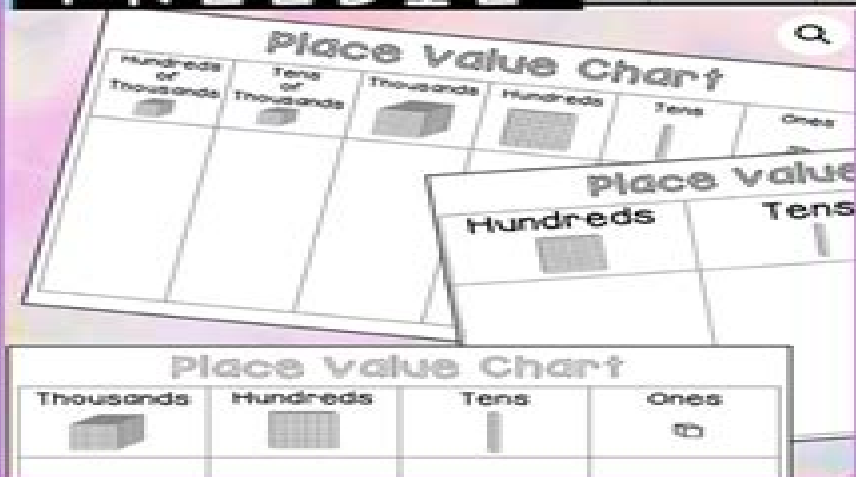 Place Value Chart
Hundreds of Thousands
Tens of Thousands
Thousands
Hundreds
Tens
Ones
Place Value
Hundreds
Tens
Place Value Chart
Thousands
Hundreds
Tens
Ones